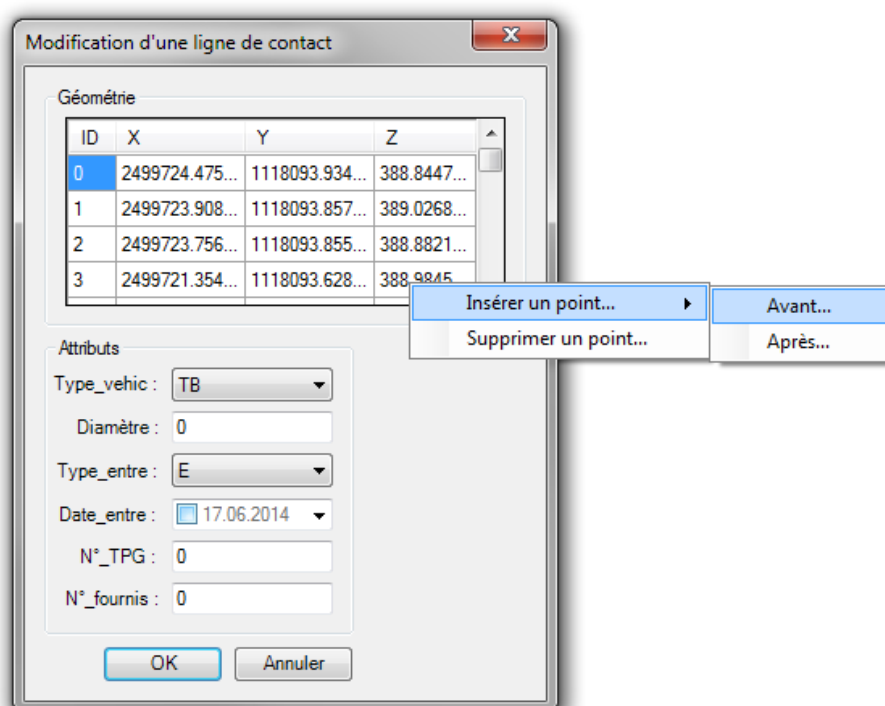 Modification d'une ligne de contact
Géométrie
ID X Y Z
0 2499724.475... 1118093.934... 388.8447...
1 2499723.908... 1118093.857... 389.0268...
2 2499723.756... 1118093.855... 388.8821...
3 2499721.354... 1118093.628... 388.9845...
Insérer un point...
Supprimer un point...
Avant...
Après...
Attributs
Type_vehic : TB
Diamètre : 0
Type_entre : E
Date_entre : 17.06.2014
N°_TPG : 0
N°_fournis : 0
OK Annuler